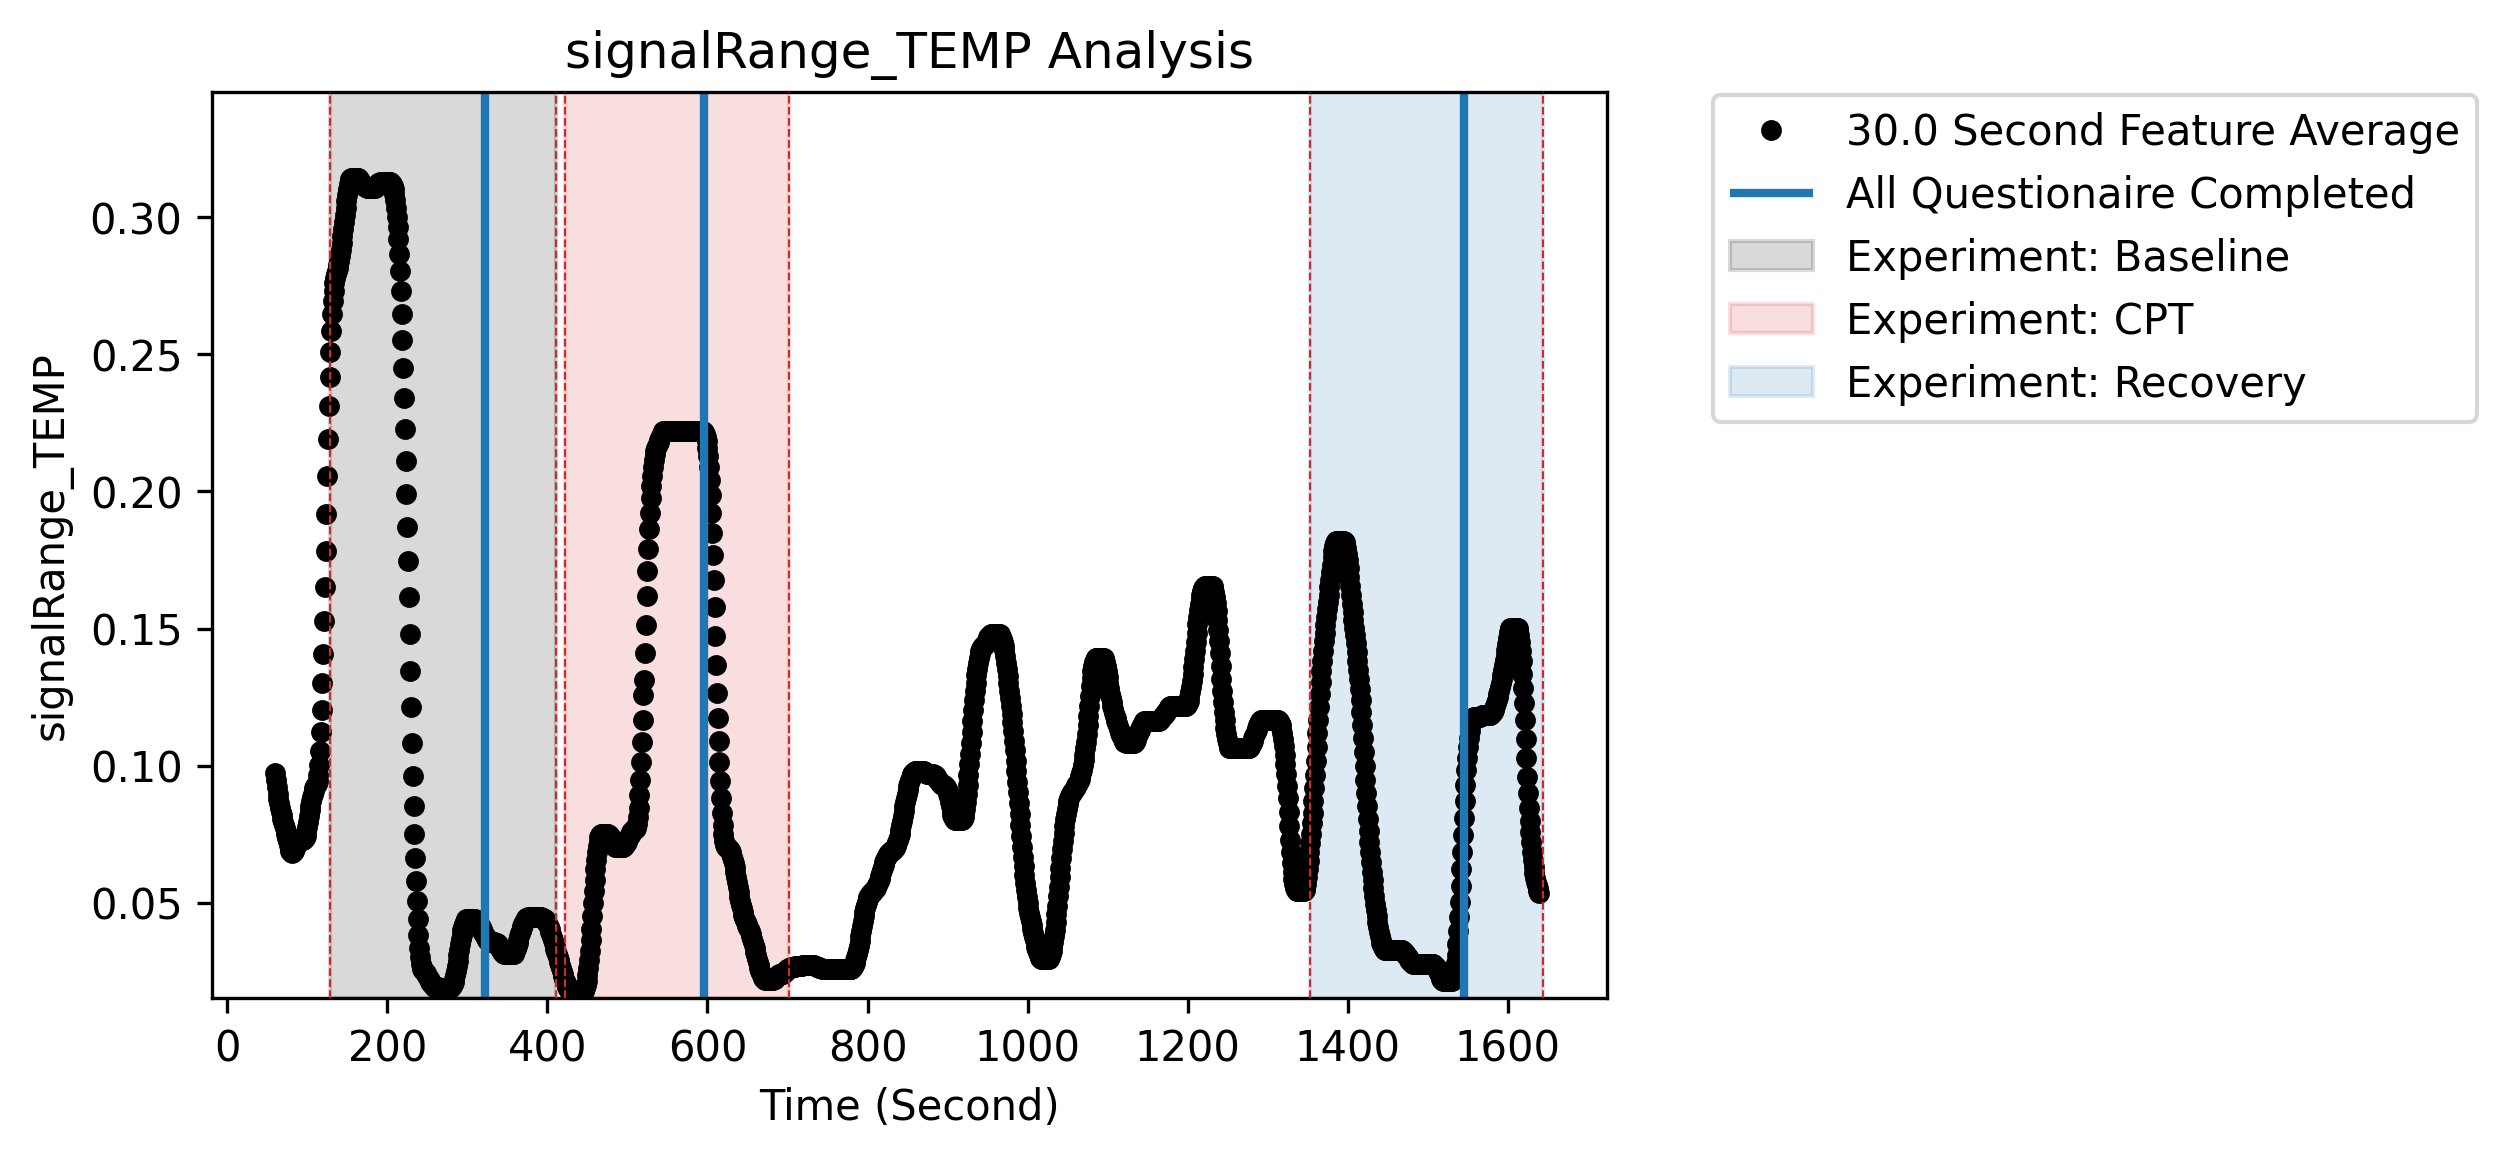 signalRange_TEMP Analysis
30.0 Second Feature Average
All Questionaire Completed
Experiment: Baseline
Experiment: CPT
Experiment: Recovery
signalRange_TEMP
0.30
0.25
0.20
0.15
0.10
0.05
0 200 400 600 800 1000 1200 1400 1600
Time (Second)